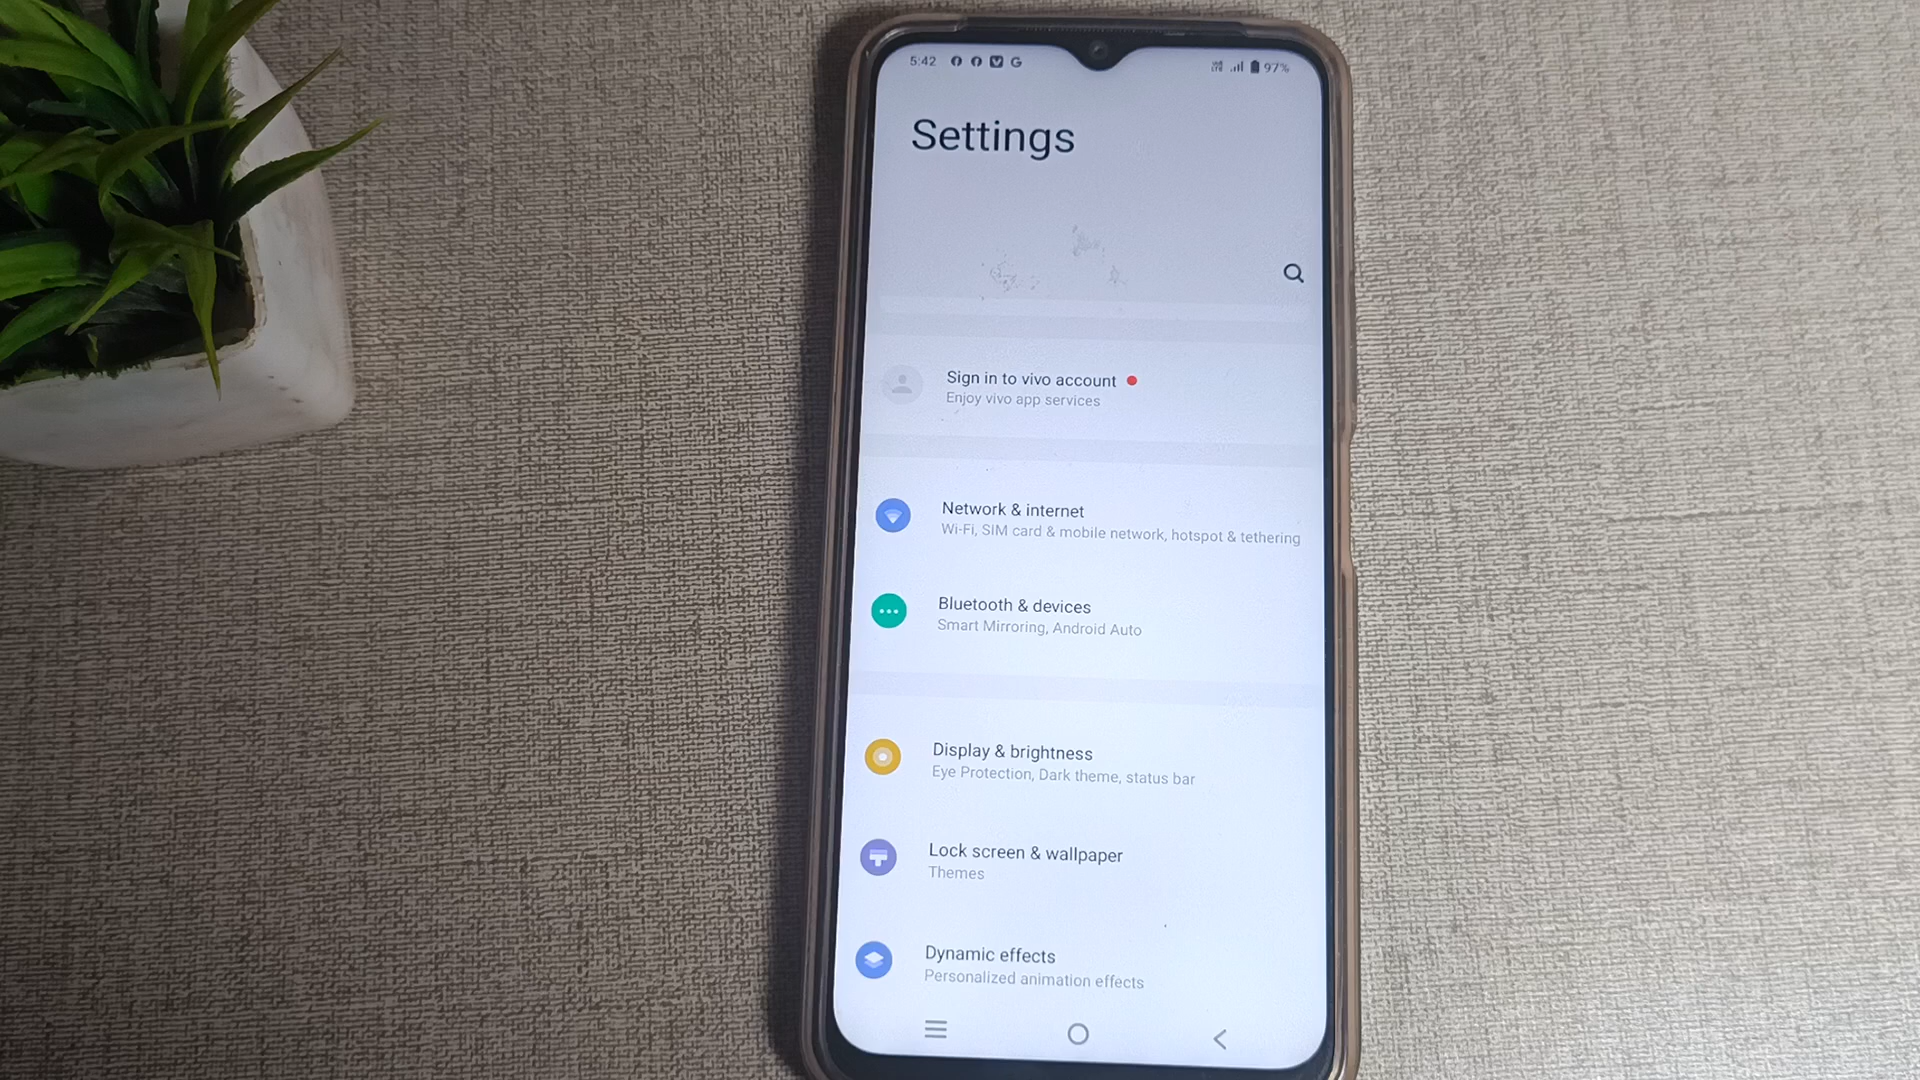 5:42
97%
Settings
Sign in to vivo account
Enjoy vivo app services
Network & internet
Wi-Fi, SIM card & mobile network, hotspot & tethering
Bluetooth & devices
Smart Mirroring, Android Auto
Display & brightness
Eye Protection, Dark theme, status bar
Lock screen & wallpaper
Themes
Dynamic effects
Personalized animation effects